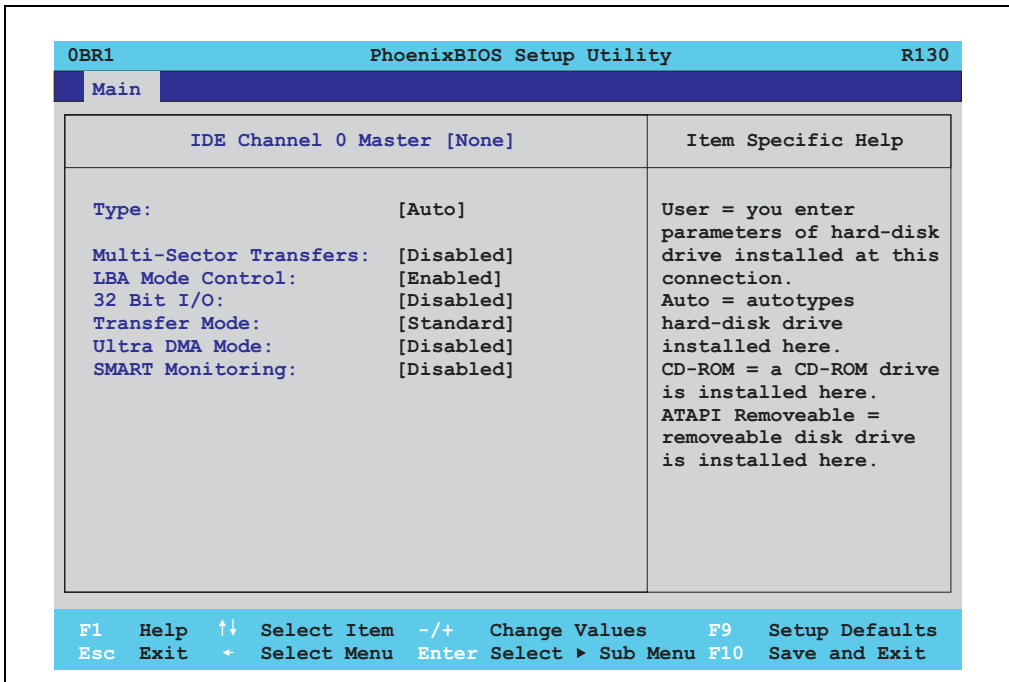 0BR1 PhoenixBIOS Setup Utility R130
Main
IDE Channel 0 Master [None]
Item Specific Help
Type: [Auto]
Multi-Sector Transfers: [Disabled]
LBA Mode Control: [Enabled]
32 Bit I/O: [Disabled]
Transfer Mode: [Standard]
Ultra DMA Mode: [Disabled]
SMART Monitoring: [Disabled]
User = you enter
parameters of hard-disk
drive installed at this
connection.
Auto = autotypes
hard-disk drive
installed here.
CD-ROM = a CD-ROM drive
is installed here.
ATAPI Removeable =
removeable disk drive
is installed here.
F1 Help ↑↓ Select Item -/+ Change Values F9 Setup Defaults
Esc Exit ← Select Menu Enter Select ▶ Sub Menu F10 Save and Exit